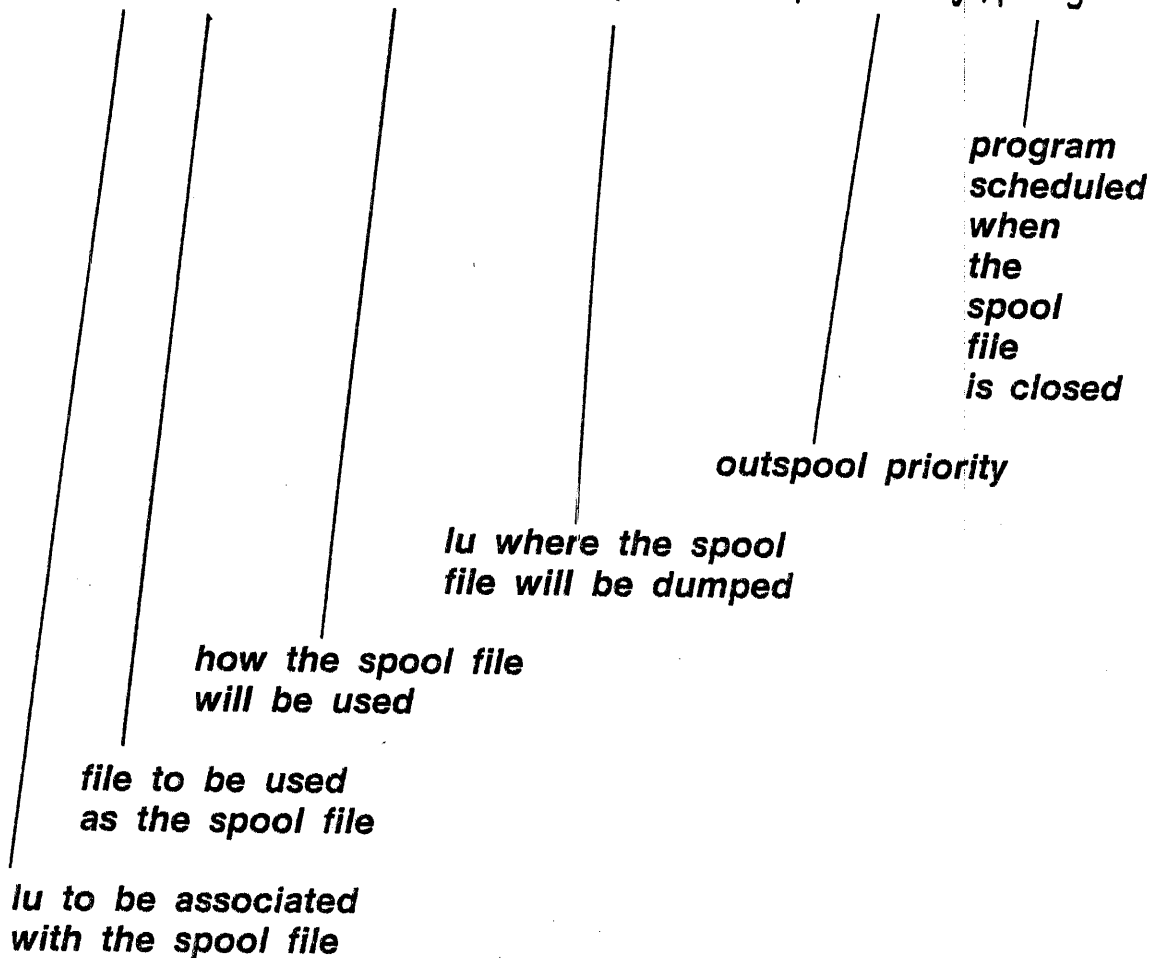 program
scheduled
when
the
spool
file
is closed
outspool priority
lu where the spool
file will be dumped
how the spool file
will be used
file to be used
as the spool file
lu to be associated
with the spool file